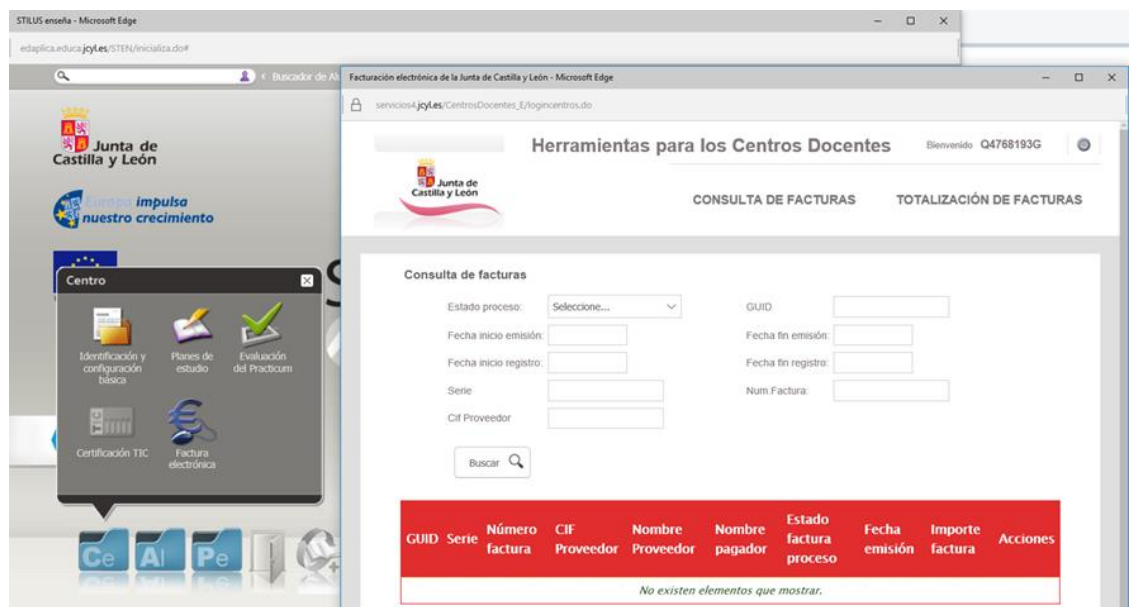 STILUS enseña - Microsoft Edge
edaplica.educa.jcyl.es/STEN/inicializa.do#
Buscador de Al
Junta de
Castilla y León
Europa impulsa
nuestro crecimiento
Centro
Identificación y
configuración
básica
Planes de
estudio
Evaluación
del Practicum
Certificación TIC
Factura
electrónica
Ce
Al
Pe
Facturación electrónica de la Junta de Castilla y León - Microsoft Edge
servicios4.jcyl.es/CentrosDocentes_E/logincentros.do
Herramientas para los Centros Docentes
Bienvenido Q4768193G
Junta de
Castilla y León
CONSULTA DE FACTURAS
TOTALIZACIÓN DE FACTURAS
Consulta de facturas
Estado proceso: Seleccione...
GUID
Fecha inicio emisión:
Fecha fin emisión:
Fecha inicio registro:
Fecha fin registro:
Serie
Num.Factura:
Cif Proveedor
Buscar
GUID
Serie
Número
factura
CIF
Proveedor
Nombre
Proveedor
Nombre
pagador
Estado
factura
proceso
Fecha
emisión
Importe
factura
Acciones
No existen elementos que mostrar.